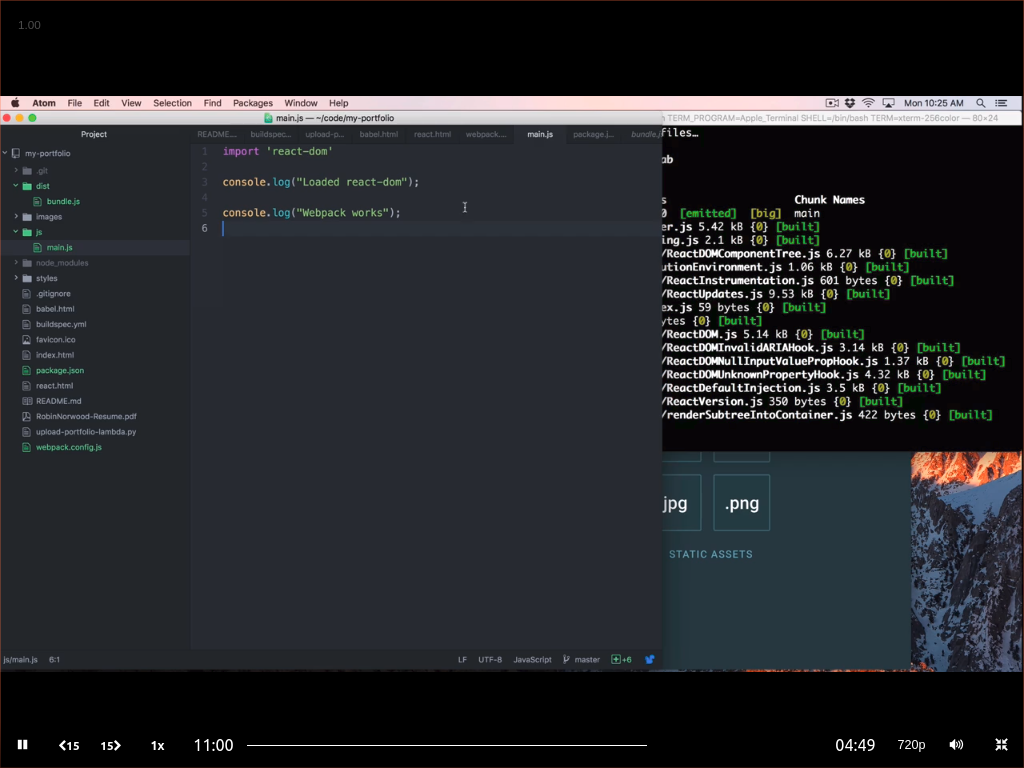 1.00
Atom File Edit View Selection Find Packages Window Help Mon 10:25 AM
main.js — ~/code/my-portfolio
TERM_PROGRAM=Apple_Terminal SHELL=/bin/bash TERM=xterm-256color — 80×24
Project
README... buildspec... upload-p... babel.html react.html webpack.... main.js package.j... bundle.j
my-portfolio
.git
dist
bundle.js
images
js
main.js
node_modules
styles
.gitignore
babel.html
buildspec.yml
favicon.ico
index.html
package.json
react.html
README.md
RobinNorwood-Resume.pdf
upload-portfolio-lambda.py
webpack.config.js
1 import 'react-dom'
2
3 console.log("Loaded react-dom");
4
5 console.log("Webpack works");
6
files…
ab
s Chunk Names
0 [emitted] [big] main
er.js 5.42 kB {0} [built]
ing.js 2.1 kB {0} [built]
/ReactDOMComponentTree.js 6.27 kB {0} [built]
utionEnvironment.js 1.06 kB {0} [built]
/ReactInstrumentation.js 601 bytes {0} [built]
/ReactUpdates.js 9.53 kB {0} [built]
ex.js 59 bytes {0} [built]
ytes {0} [built]
/ReactDOM.js 5.14 kB {0} [built]
/ReactDOMInvalidARIAHook.js 3.14 kB {0} [built]
/ReactDOMNullInputValuePropHook.js 1.37 kB {0} [built]
/ReactDOMUnknownPropertyHook.js 4.32 kB {0} [built]
/ReactDefaultInjection.js 3.5 kB {0} [built]
/ReactVersion.js 350 bytes {0} [built]
/renderSubtreeIntoContainer.js 422 bytes {0} [built]
jpg .png
STATIC ASSETS
js/main.js 6:1 LF UTF-8 JavaScript master +6
15 15 1x 11:00 04:49 720p